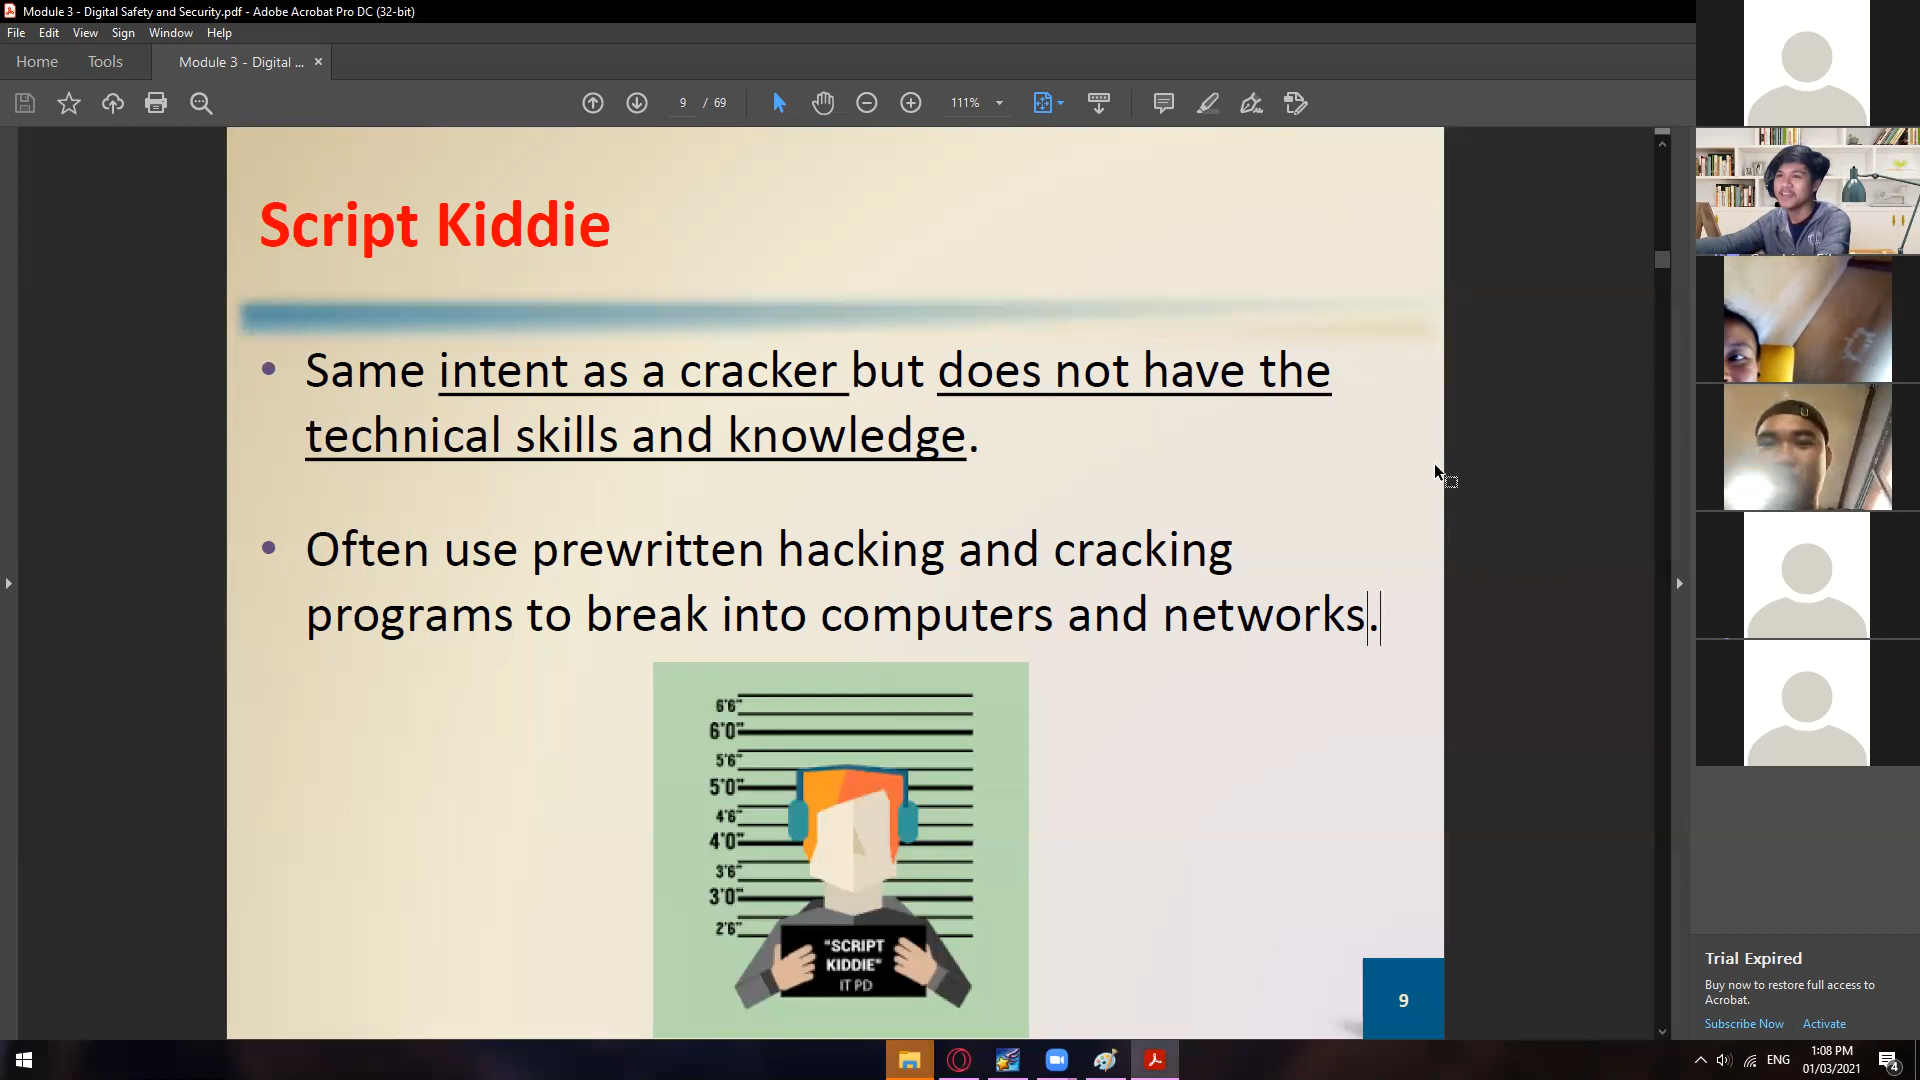 Module 3 - Digital Safety and Security.pdf - Adobe Acrobat Pro DC (32-bit)
File Edit View Sign Window Help
Home Tools Module 3 - Digital ... ×
9 / 69 111%
Script Kiddie
• Same intent as a cracker but does not have the
technical skills and knowledge.
• Often use prewritten hacking and cracking
programs to break into computers and networks.
6'6"
6'0"
5'6"
5'0"
4'6"
4'0"
3'6"
3'0"
2'6"
"SCRIPT
KIDDIE"
IT PD
9
Trial Expired
Buy now to restore full access to
Acrobat.
Subscribe Now Activate
ENG
1:08 PM
01/03/2021
4